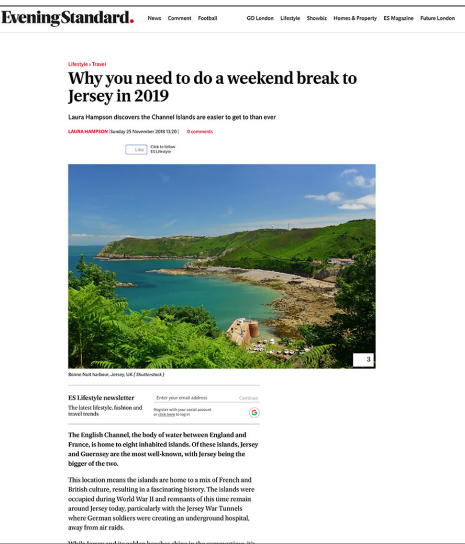 Evening Standard.
News Comment Football GO London Lifestyle Showbiz Homes & Property ES Magazine Future London
Lifestyle › Travel
Why you need to do a weekend break to
Jersey in 2019
Laura Hampson discovers the Channel Islands are easier to get to than ever
LAURA HAMPSON | Sunday 25 November 2018 13:20 | 0 comments
Like
Click to follow
ES Lifestyle
3
Bonne Nuit harbour, Jersey, UK ( Shutterstock )
ES Lifestyle newsletter
The latest lifestyle, fashion and
travel trends
Enter your email address Continue
Register with your social account
or click here to log in
G
The English Channel, the body of water between England and
France, is home to eight inhabited islands. Of these islands, Jersey
and Guernsey are the most well-known, with Jersey being the
bigger of the two.
This location means the islands are home to a mix of French and
British culture, resulting in a fascinating history. The islands were
occupied during World War II and remnants of this time remain
around Jersey today, particularly with the Jersey War Tunnels
where German soldiers were creating an underground hospital,
away from air raids.